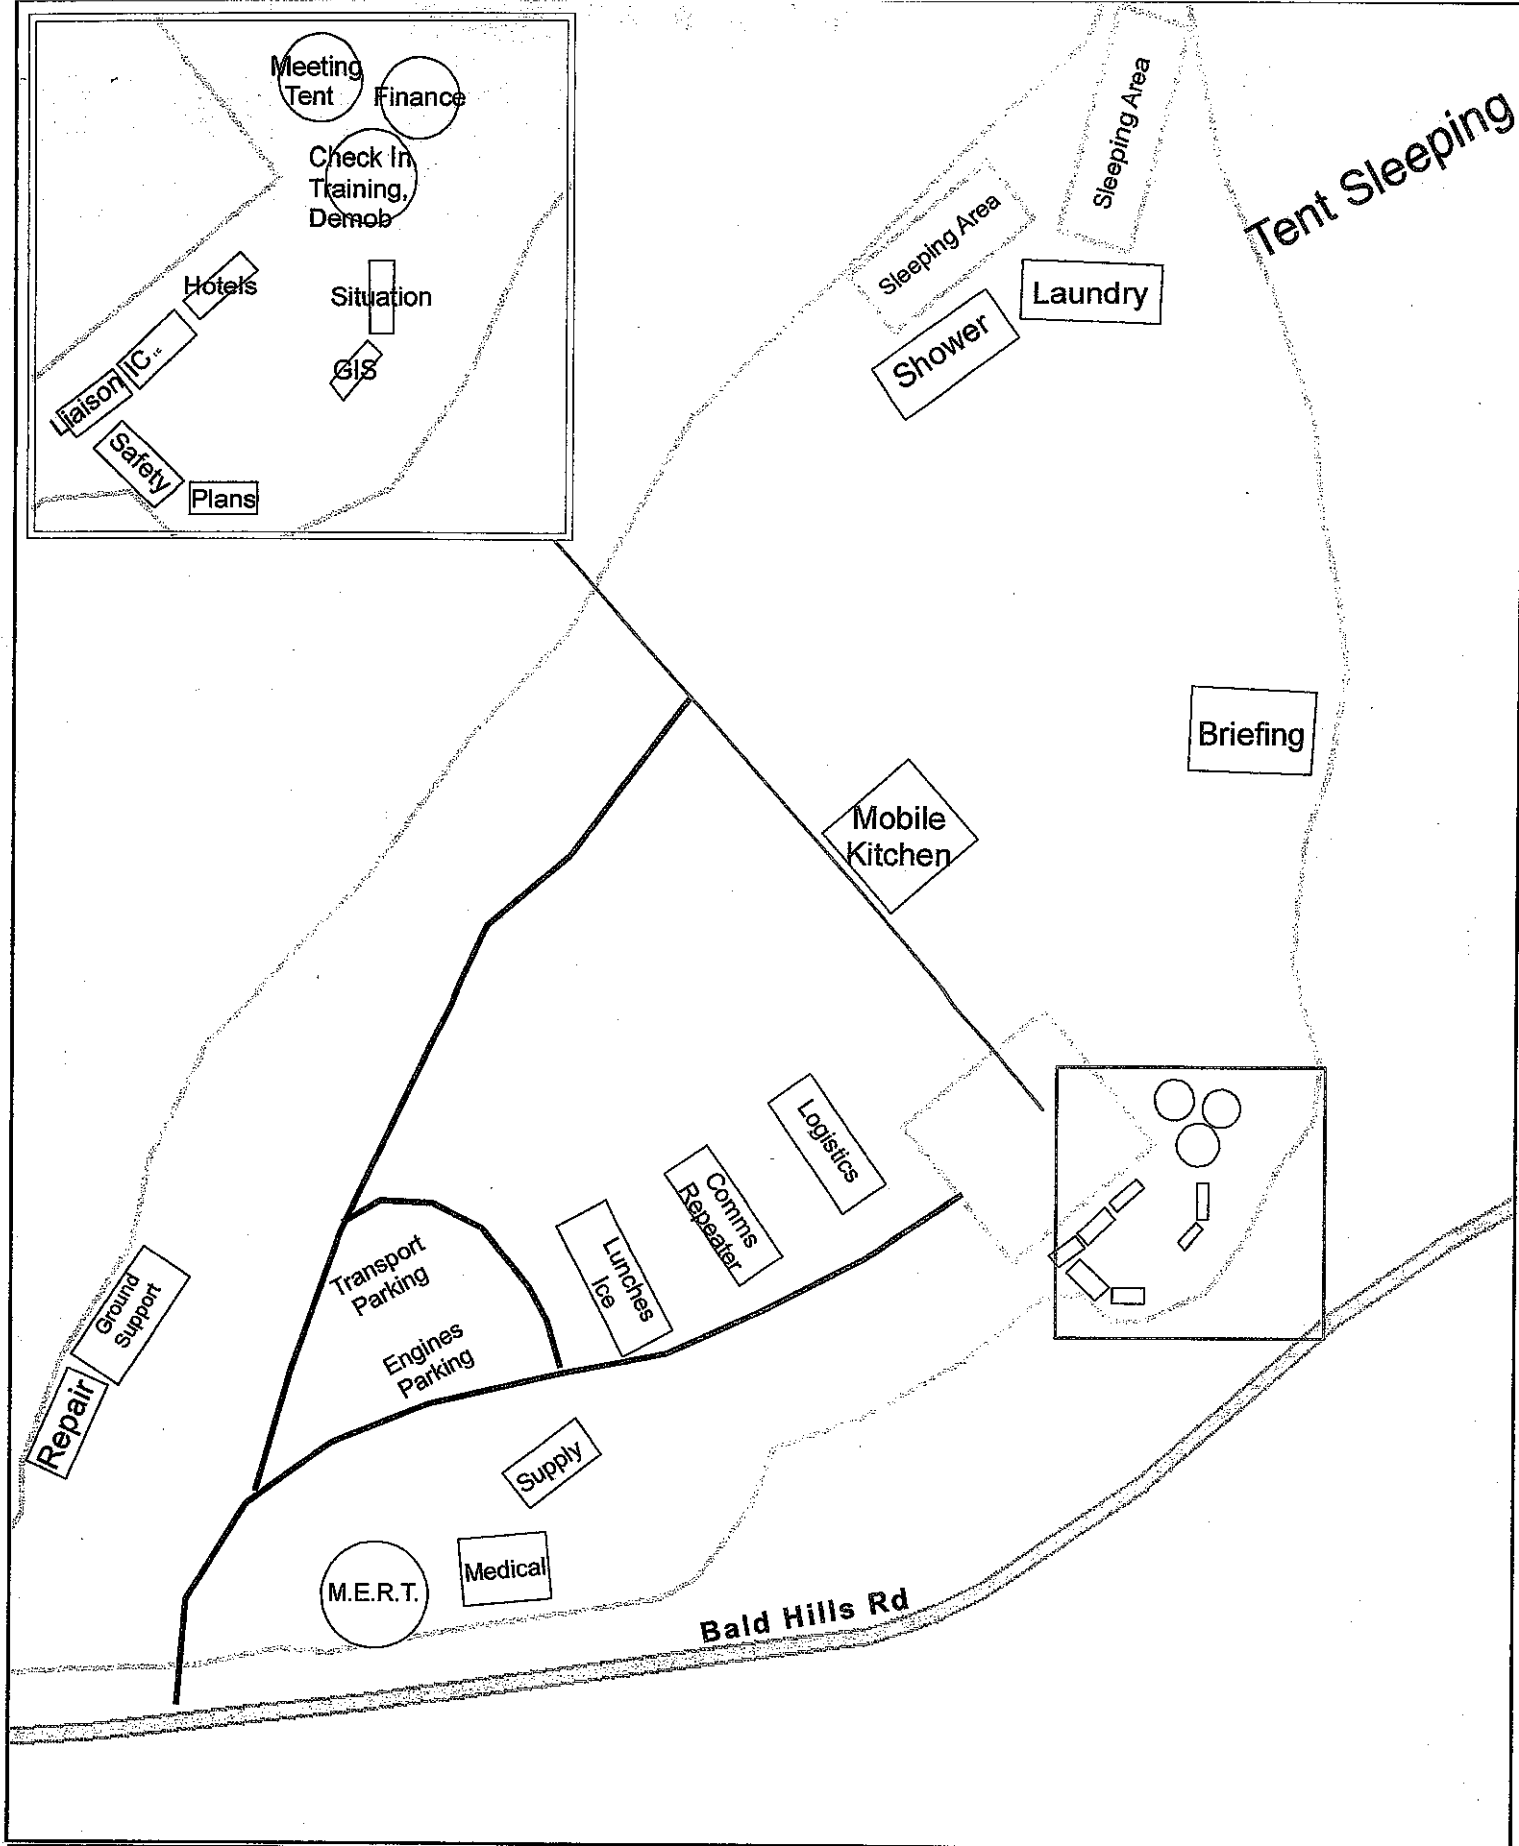 Meeting
Tent
Finance
Check In,
Training,
Demob
Hotels
Situation
IC
GIS
Liaison
Safety
Plans
Sleeping Area
Sleeping Area
Tent Sleeping
Laundry
Shower
Briefing
Mobile
Kitchen
Logistics
Comms
Repeater
Lunches
Ice
Transport
Parking
Engines
Parking
Ground
Support
Repair
Supply
Medical
M.E.R.T.
Bald Hills Rd